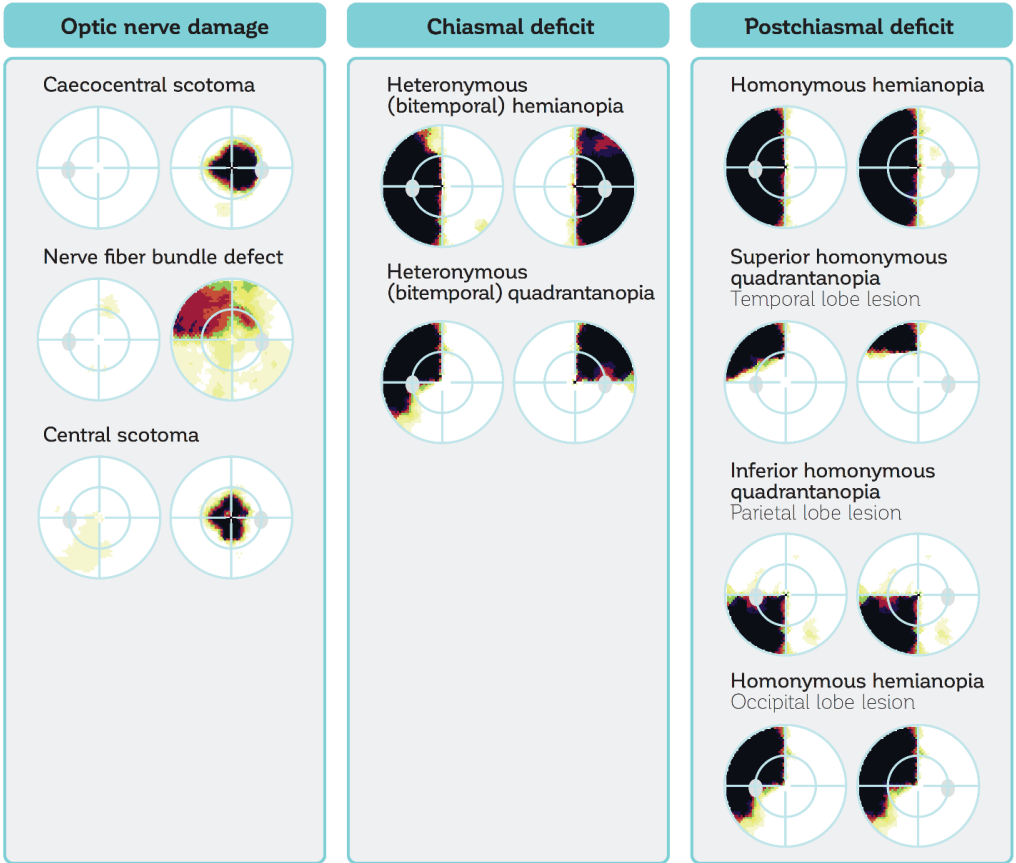 Optic nerve damage
Caecocentral scotoma
Nerve fiber bundle defect
Central scotoma
Chiasmal deficit
Heteronymous
(bitemporal) hemianopia
Heteronymous
(bitemporal) quadrantanopia
Postchiasmal deficit
Homonymous hemianopia
Superior homonymous
quadrantanopia
Temporal lobe lesion
Inferior homonymous
quadrantanopia
Parietal lobe lesion
Homonymous hemianopia
Occipital lobe lesion